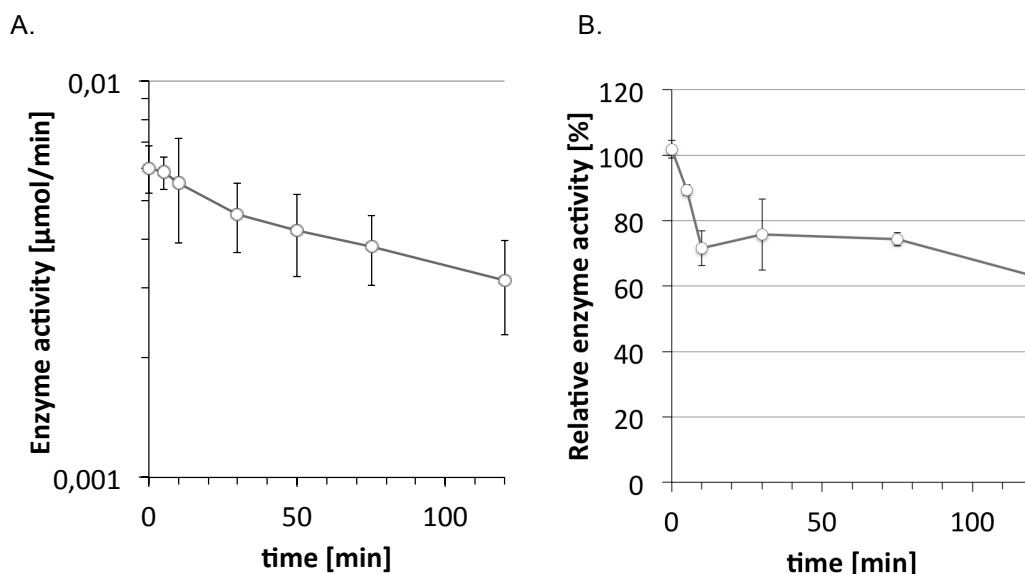 A.
B.
Enzyme activity [µmol/min]
0,01
0,001
0
50
100
time [min]
Relative enzyme activity [%]
120
100
80
60
40
20
0
0
50
100
time [min]